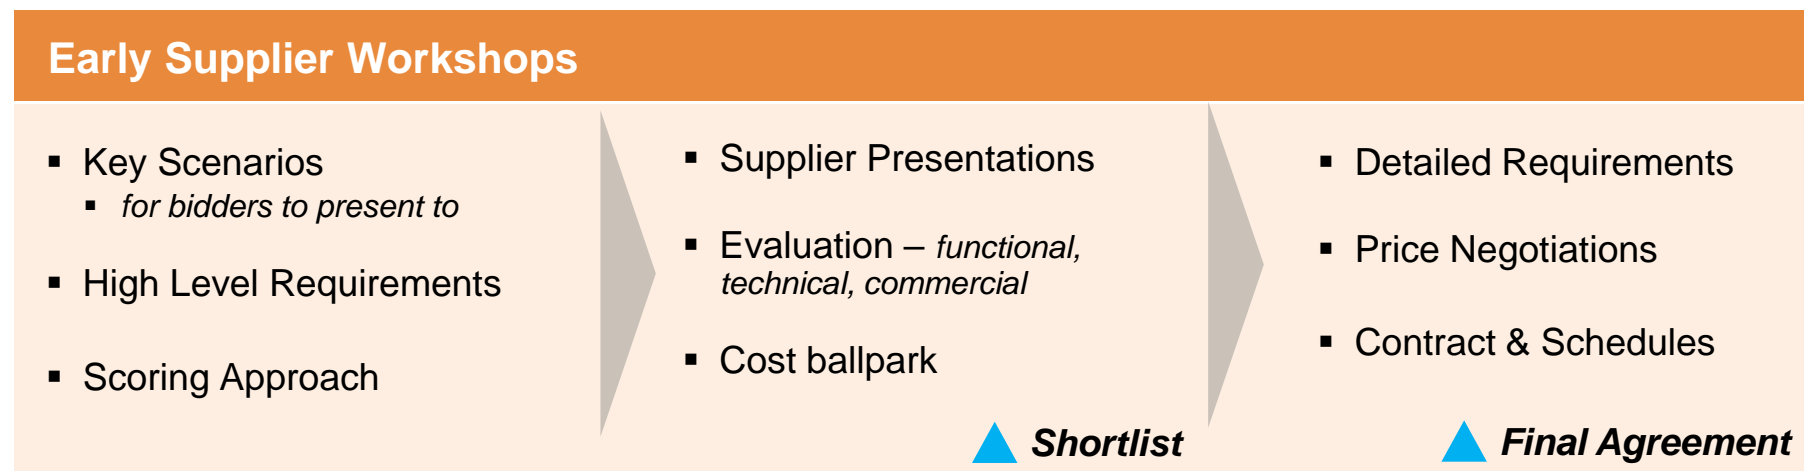 Early Supplier Workshops
▪ Key Scenarios
▪ for bidders to present to
▪ High Level Requirements
▪ Scoring Approach
▪ Supplier Presentations
▪ Evaluation – functional,
technical, commercial
▪ Cost ballpark
Shortlist
▪ Detailed Requirements
▪ Price Negotiations
▪ Contract & Schedules
Final Agreement